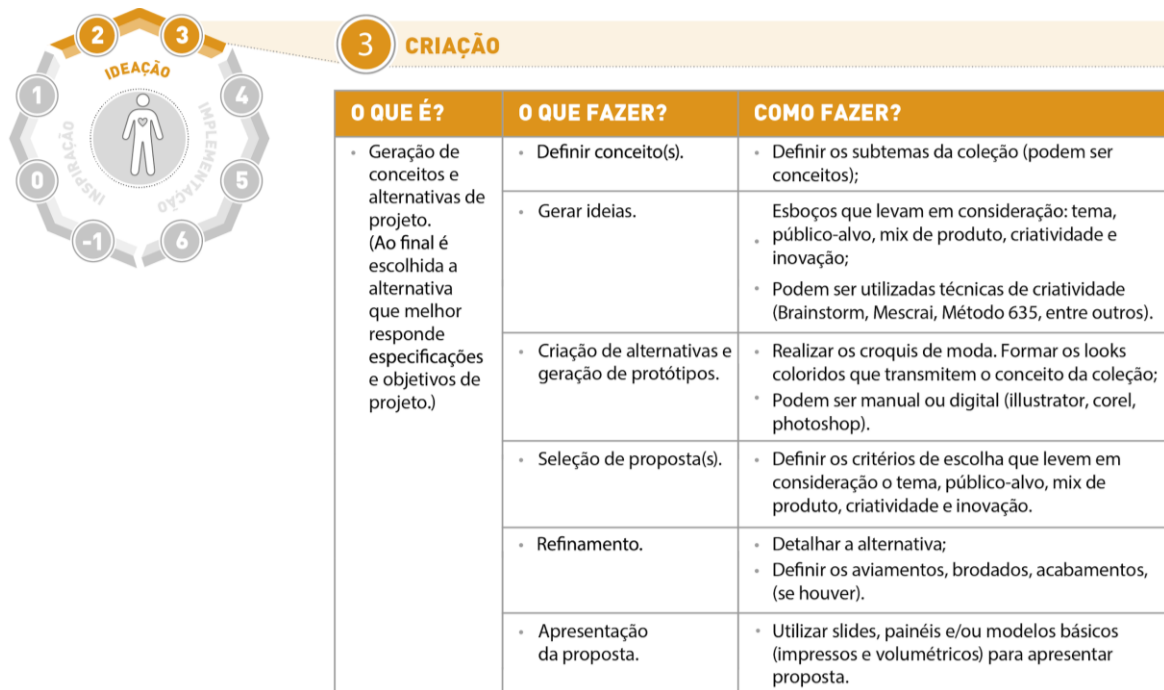 2
3
IDEAÇÃO
1
4
INSPIRAÇÃO
IMPLEMENTAÇÃO
0
5
-1
6
3 CRIAÇÃO
O QUE É?
O QUE FAZER?
COMO FAZER?
• Geração de
conceitos e
alternativas de
projeto.
(Ao final é
escolhida a
alternativa
que melhor
responde
especificações
e objetivos de
projeto.)
• Definir conceito(s).
• Definir os subtemas da coleção (podem ser
conceitos);
• Gerar ideias.
Esboços que levam em consideração: tema,
• público-alvo, mix de produto, criatividade e
inovação;
• Podem ser utilizadas técnicas de criatividade
(Brainstorm, Mescrai, Método 635, entre outros).
• Criação de alternativas e
geração de protótipos.
• Realizar os croquis de moda. Formar os looks
coloridos que transmitem o conceito da coleção;
• Podem ser manual ou digital (illustrator, corel,
photoshop).
• Seleção de proposta(s).
• Definir os critérios de escolha que levem em
consideração o tema, público-alvo, mix de
produto, criatividade e inovação.
• Refinamento.
• Detalhar a alternativa;
• Definir os aviamentos, brodados, acabamentos,
(se houver).
• Apresentação
da proposta.
• Utilizar slides, painéis e/ou modelos básicos
(impressos e volumétricos) para apresentar
proposta.